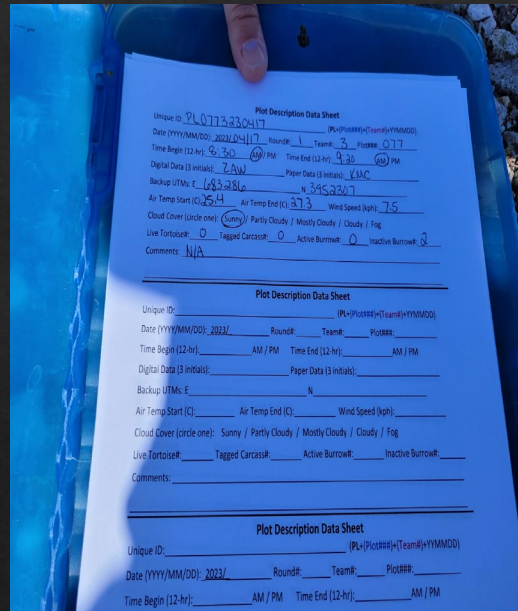 Plot Description Data Sheet
Unique ID: PL0773230417 (PL+(Plot###)+(Team#)+YYMMDD)
Date (YYYY/MM/DD): 2023/04/17 Round#: 1 Team#: 3 Plot###: 077
Time Begin (12-hr): 8:30 AM / PM Time End (12-hr): 9:20 AM / PM
Digital Data (3 initials): ZAW Paper Data (3 initials): KMC
Backup UTMs: E 683286 N 3952307
Air Temp Start (C): 25.4 Air Temp End (C): 27.3 Wind Speed (kph): 7.5
Cloud Cover (circle one): Sunny / Partly Cloudy / Mostly Cloudy / Cloudy / Fog
Live Tortoise#: 0 Tagged Carcass#: 0 Active Burrow#: 0 Inactive Burrow#: 2
Comments: N/A
Plot Description Data Sheet
Unique ID: (PL+(Plot###)+(Team#)+YYMMDD)
Date (YYYY/MM/DD): 2023/ Round#: Team#: Plot###:
Time Begin (12-hr): AM / PM Time End (12-hr): AM / PM
Digital Data (3 initials): Paper Data (3 initials):
Backup UTMs: E N
Air Temp Start (C): Air Temp End (C): Wind Speed (kph):
Cloud Cover (circle one): Sunny / Partly Cloudy / Mostly Cloudy / Cloudy / Fog
Live Tortoise#: Tagged Carcass#: Active Burrow#: Inactive Burrow#:
Comments:
Plot Description Data Sheet
Unique ID: (PL+(Plot###)+(Team#)+YYMMDD)
Date (YYYY/MM/DD): 2023/ Round#: Team#: Plot###:
Time Begin (12-hr): AM / PM Time End (12-hr): AM / PM